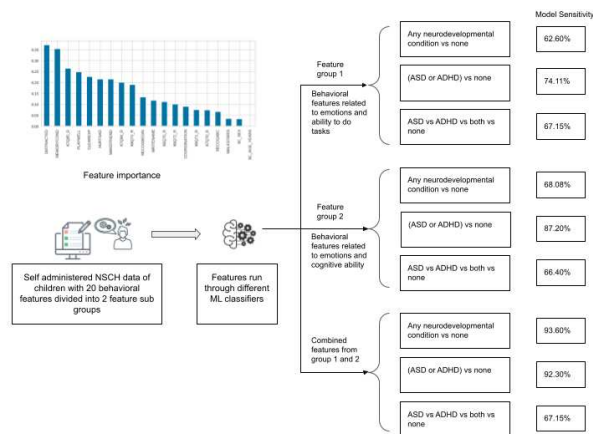 Model Sensitivity
Feature importance
Self administered NSCH data of
children with 20 behavioral
features divided into 2 feature sub
groups
Features run
through different
ML classifiers
Feature
group 1
Behavioral
features related
to emotions and
ability to do
tasks
Any neurodevelopmental
condition vs none
62.60%
(ASD or ADHD) vs none
74.11%
ASD vs ADHD vs both vs
none
67.15%
Feature
group 2
Behavioral
features related
to emotions and
cognitive ability
Any neurodevelopmental
condition vs none
68.08%
(ASD or ADHD) vs none
87.20%
ASD vs ADHD vs both vs
none
66.40%
Combined
features from
group 1 and 2
Any neurodevelopmental
condition vs none
93.60%
(ASD or ADHD) vs none
92.30%
ASD vs ADHD vs both vs
none
67.15%